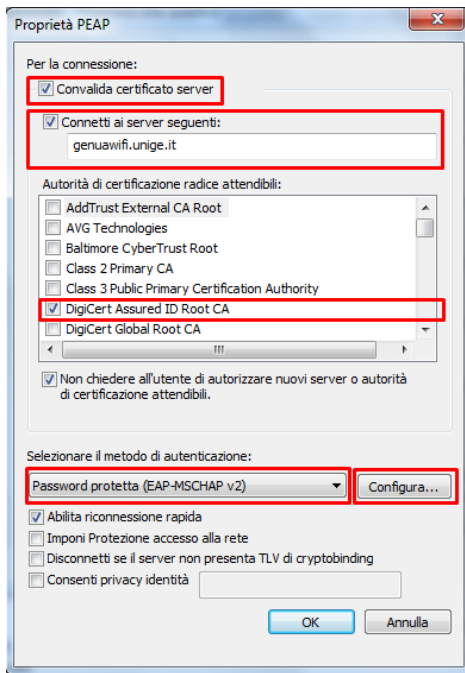 Proprietà PEAP
Per la connessione:
Convalida certificato server
Connetti ai server seguenti:
genuawifi.unige.it
Autorità di certificazione radice attendibili:
AddTrust External CA Root
AVG Technologies
Baltimore CyberTrust Root
Class 2 Primary CA
Class 3 Public Primary Certification Authority
DigiCert Assured ID Root CA
DigiCert Global Root CA
Non chiedere all'utente di autorizzare nuovi server o autorità
di certificazione attendibili.
Selezionare il metodo di autenticazione:
Password protetta (EAP-MSCHAP v2) Configura...
Abilita riconnessione rapida
Imponi Protezione accesso alla rete
Disconnetti se il server non presenta TLV di cryptobinding
Consenti privacy identità
OK Annulla